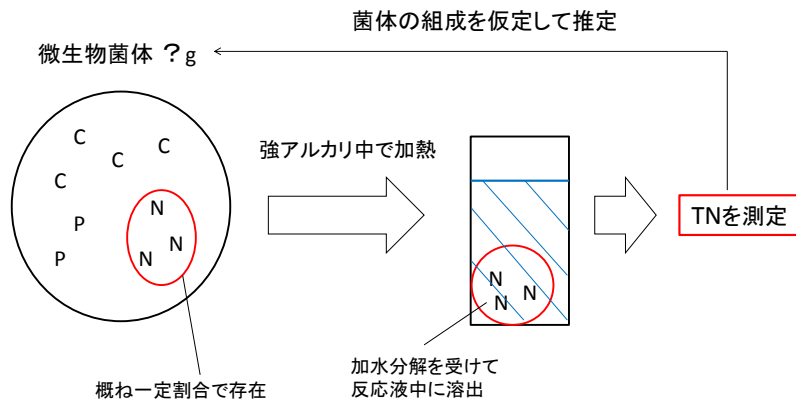 菌体の組成を仮定して推定
微生物菌体 ?g
C
C
C
C
P
P
N
N
N
強アルカリ中で加熱
N
N
N
TNを測定
概ね一定割合で存在
加水分解を受けて
反応液中に溶出